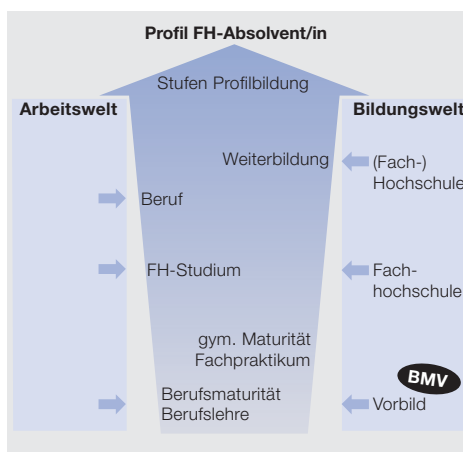 Profil FH-Absolvent/in
Stufen Profilbildung
Arbeitswelt
Bildungswelt
Weiterbildung
(Fach-)
Hochschule
Beruf
FH-Studium
Fach-
hochschule
gym. Maturität
Fachpraktikum
BMV
Berufsmaturität
Berufslehre
Vorbild